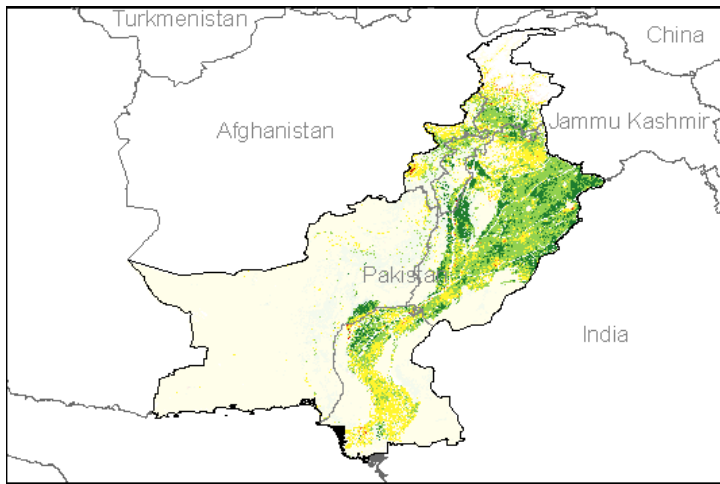 Turkmenistan
China
Jammu Kashmir
Afghanistan
Pakistan
India